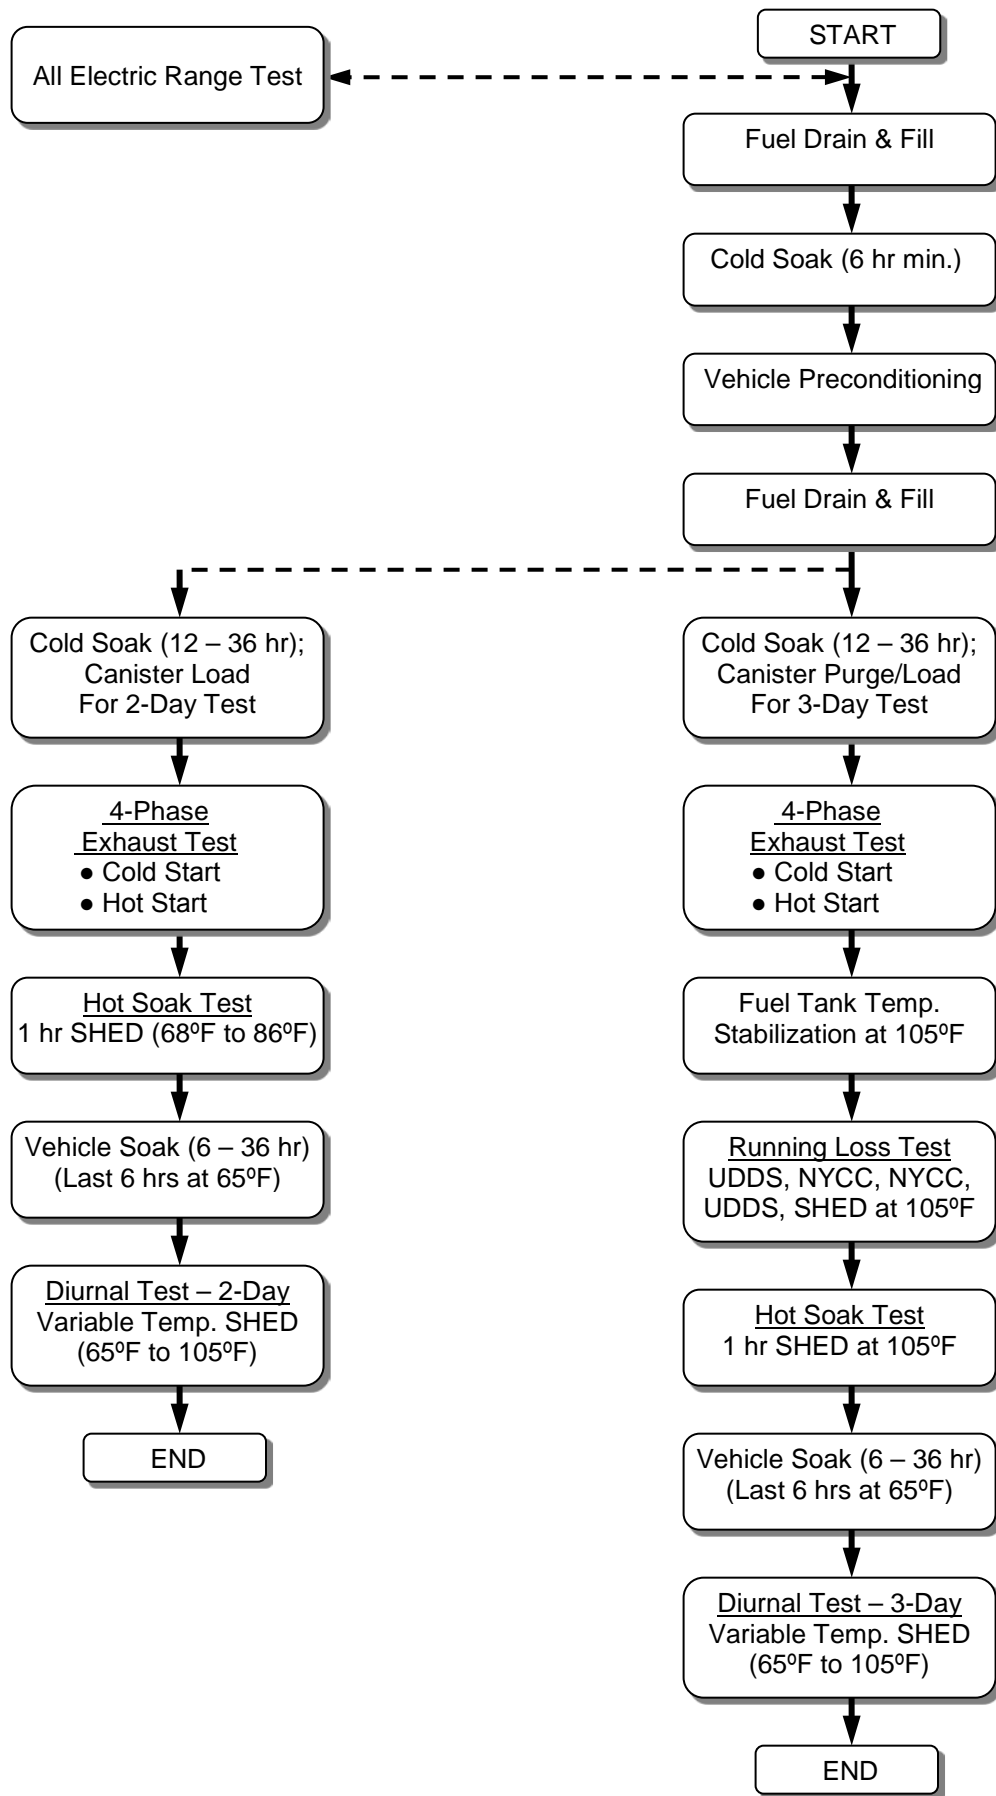 START
All Electric Range Test
Fuel Drain & Fill
Cold Soak (6 hr min.)
Vehicle Preconditioning
Fuel Drain & Fill
Cold Soak (12 – 36 hr);
Canister Load
For 2-Day Test
4-Phase
Exhaust Test
● Cold Start
● Hot Start
Hot Soak Test
1 hr SHED (68ºF to 86ºF)
Vehicle Soak (6 – 36 hr)
(Last 6 hrs at 65ºF)
Diurnal Test – 2-Day
Variable Temp. SHED
(65ºF to 105ºF)
END
Cold Soak (12 – 36 hr);
Canister Purge/Load
For 3-Day Test
4-Phase
Exhaust Test
● Cold Start
● Hot Start
Fuel Tank Temp.
Stabilization at 105ºF
Running Loss Test
UDDS, NYCC, NYCC,
UDDS, SHED at 105ºF
Hot Soak Test
1 hr SHED at 105ºF
Vehicle Soak (6 – 36 hr)
(Last 6 hrs at 65ºF)
Diurnal Test – 3-Day
Variable Temp. SHED
(65ºF to 105ºF)
END